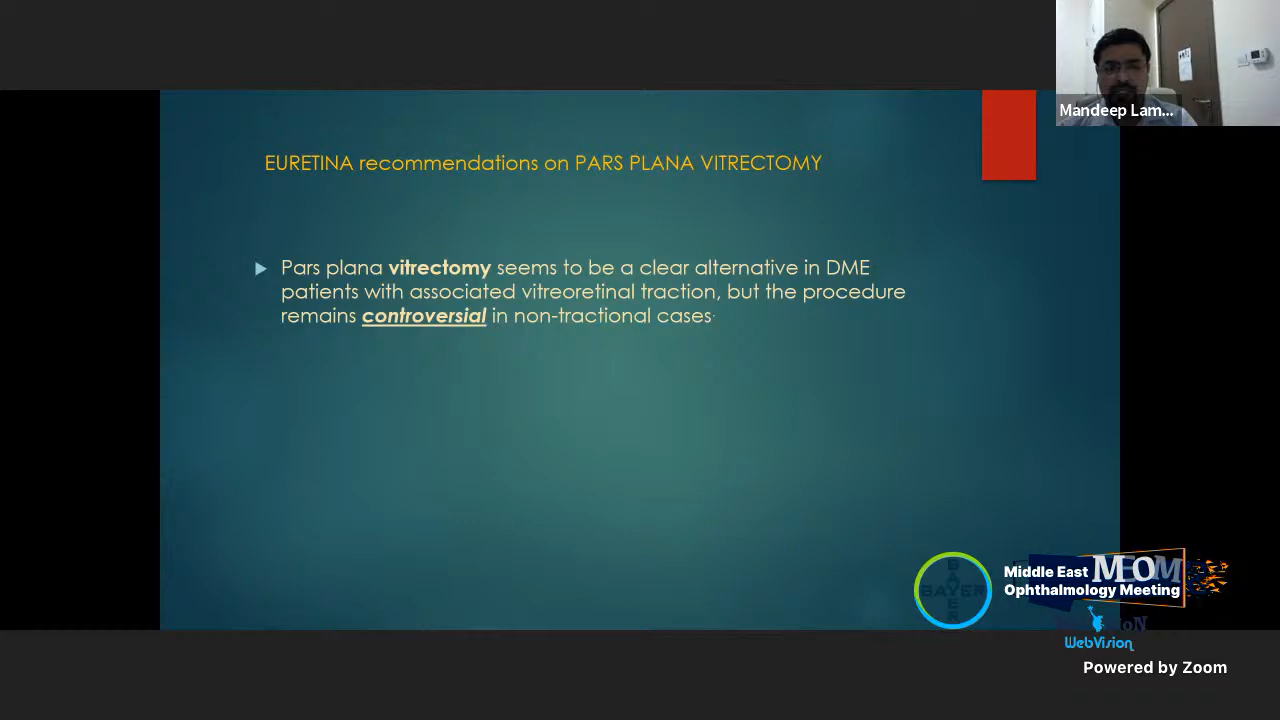 Mandeep Lam...
EURETINA recommendations on PARS PLANA VITRECTOMY
Pars plana vitrectomy seems to be a clear alternative in DME
patients with associated vitreoretinal traction, but the procedure
remains controversial in non-tractional cases.
BAYER
BAYER
Middle East MEOM
Ophthalmology Meeting
WebVision
Powered by Zoom